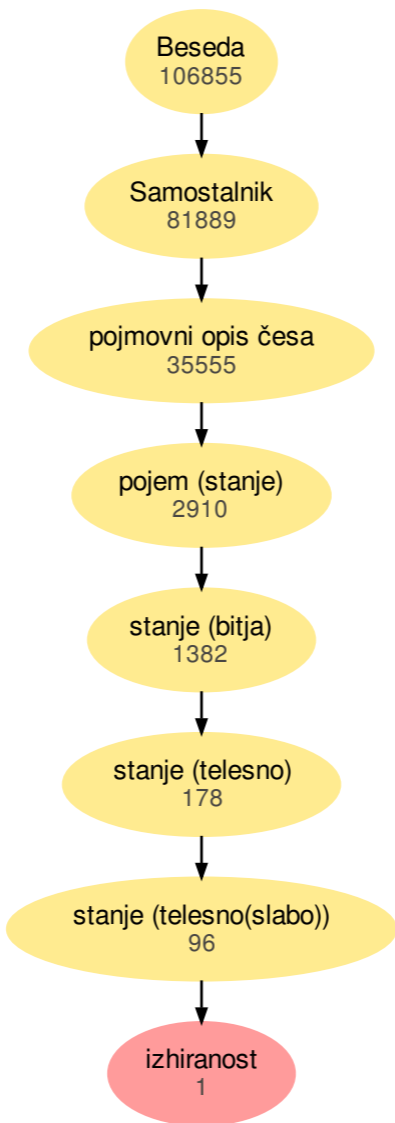 Beseda
106855
Samostalnik
81889
pojmovni opis česa
35555
pojem (stanje)
2910
stanje (bitja)
1382
stanje (telesno)
178
stanje (telesno(slabo))
96
izhiranost
1